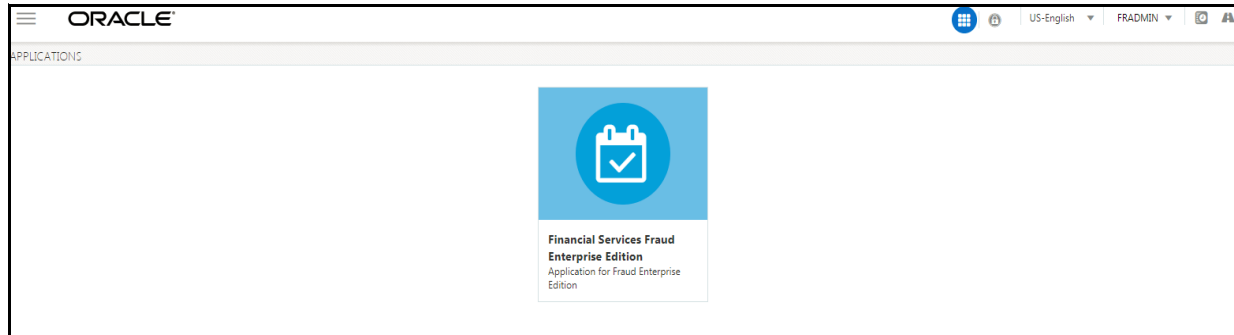 ORACLE®
US-English
FRADMIN
APPLICATIONS
Financial Services Fraud
Enterprise Edition
Application for Fraud Enterprise
Edition